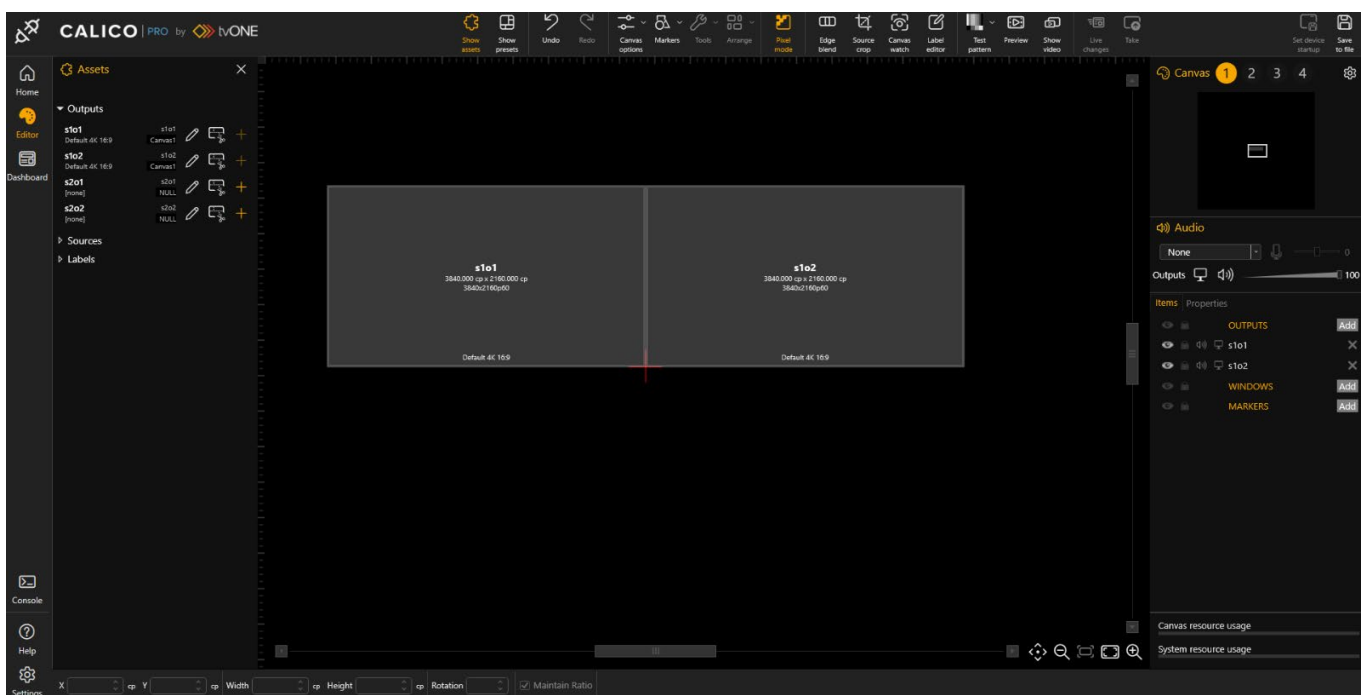 CALICO | PRO by tvONE
Show assets
Show presets
Undo
Redo
Canvas options
Markers
Tools
Arrange
Pixel mode
Edge blend
Source crop
Canvas watch
Label editor
Test pattern
Preview
Show video
Live changes
Take
Set device startup
Save to file
Home
Editor
Dashboard
Console
Help
Settings
Assets
Outputs
s1o1 s1o1
Default 4K 16:9 Canvas1
s1o2 s1o2
Default 4K 16:9 Canvas1
s2o1 s2o1
[none] NULL
s2o2 s2o2
[none] NULL
Sources
Labels
s1o1
3840.000 cp x 2160.000 cp
3840x2160p60
Default 4K 16:9
s1o2
3840.000 cp x 2160.000 cp
3840x2160p60
Default 4K 16:9
Canvas 1 2 3 4
Audio
None 0
Outputs 100
Items Properties
OUTPUTS Add
s1o1
s1o2
WINDOWS Add
MARKERS Add
Canvas resource usage
System resource usage
X cp Y cp Width cp Height cp Rotation Maintain Ratio